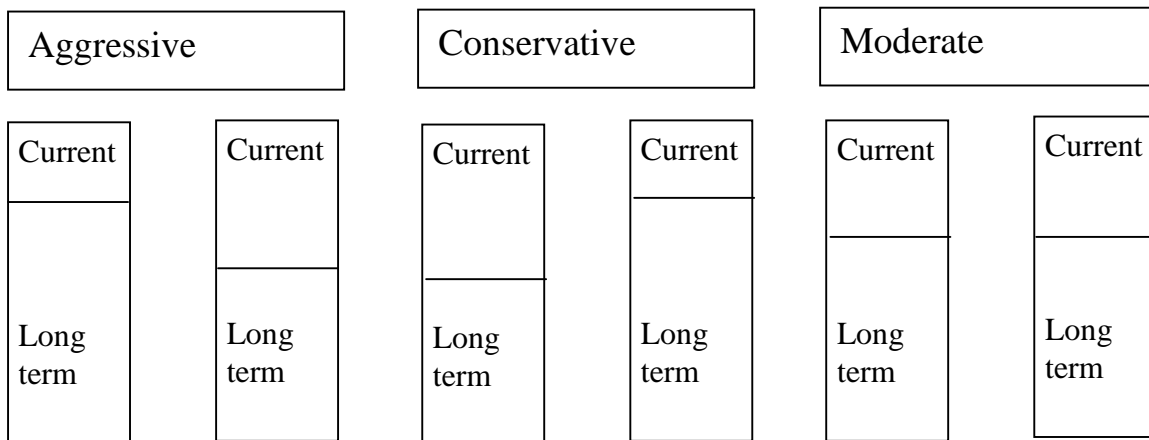 Aggressive
Conservative
Moderate
Current
Current
Current
Current
Current
Current
Long
term
Long
term
Long
term
Long
term
Long
term
Long
term